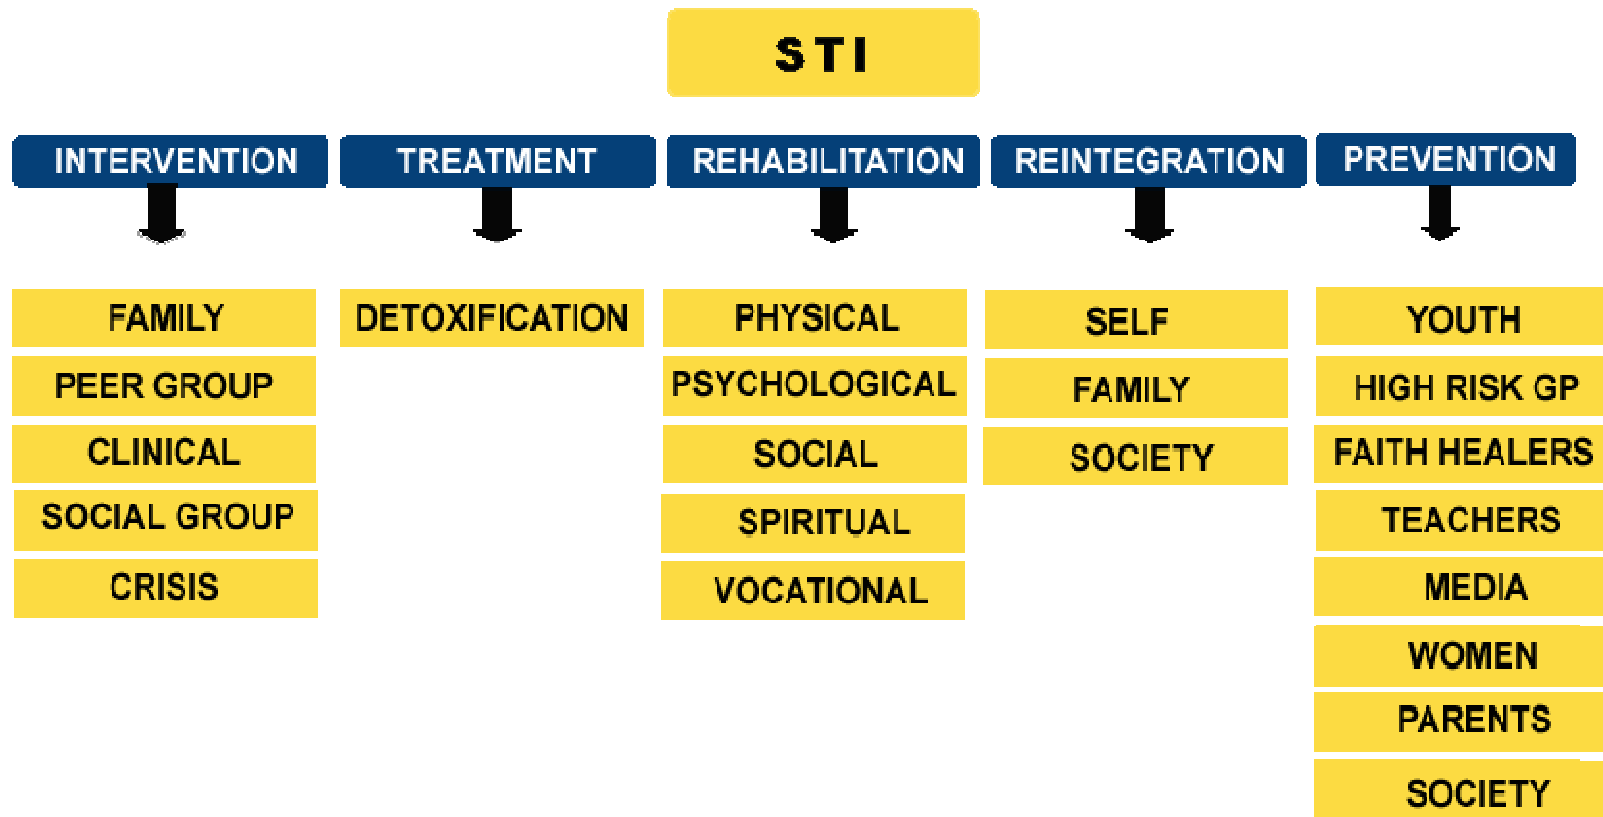 STI
INTERVENTION
FAMILY
PEER GROUP
CLINICAL
SOCIAL GROUP
CRISIS
TREATMENT
DETOXIFICATION
REHABILITATION
PHYSICAL
PSYCHOLOGICAL
SOCIAL
SPIRITUAL
VOCATIONAL
REINTEGRATION
SELF
FAMILY
SOCIETY
PREVENTION
YOUTH
HIGH RISK GP
FAITH HEALERS
TEACHERS
MEDIA
WOMEN
PARENTS
SOCIETY